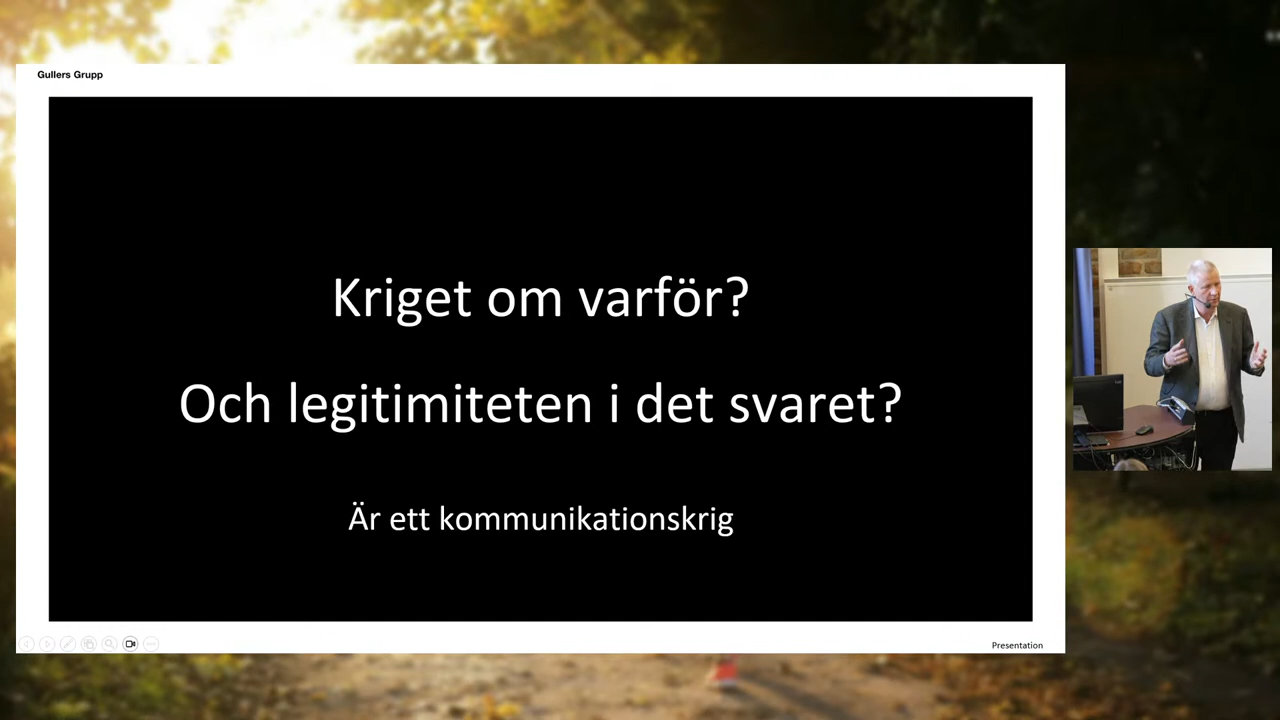 Gullers Grupp
Kriget om varför?
Och legitimiteten i det svaret?
Är ett kommunikationskrig
Presentation